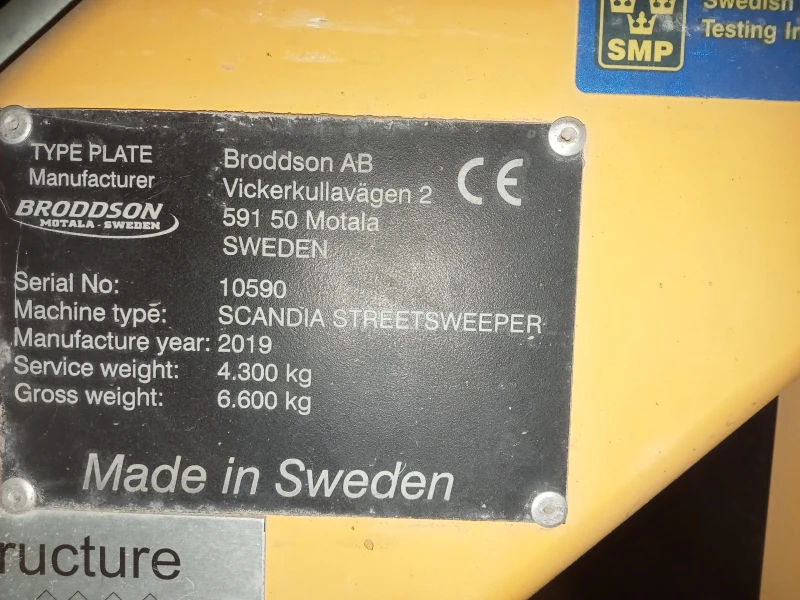 Swedish
Testing In
SMP
TYPE PLATE
Manufacturer
BRODDSON
MOTALA - SWEDEN
Broddson AB
Vickerkullavägen 2
591 50 Motala
SWEDEN
CE
Serial No: 10590
Machine type: SCANDIA STREETSWEEPER
Manufacture year: 2019
Service weight: 4.300 kg
Gross weight: 6.600 kg
Made in Sweden
ructure